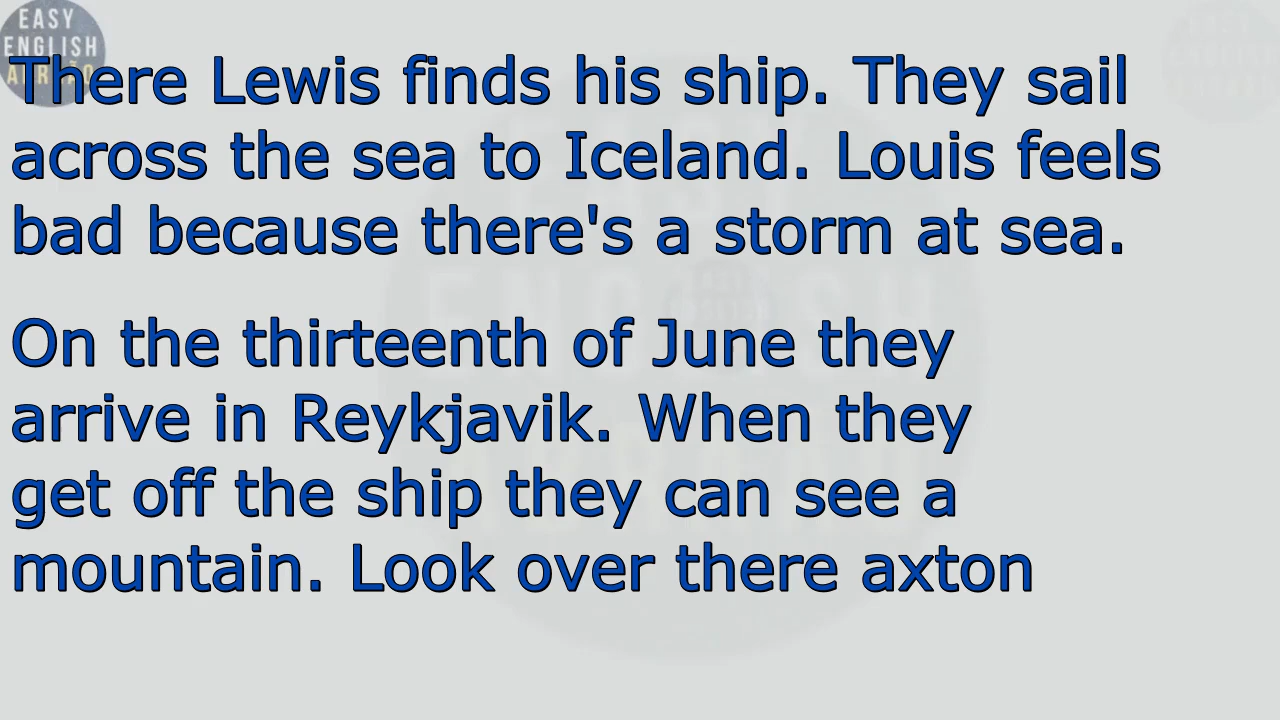 EASY
ENGLISH
There Lewis finds his ship. They sail
across the sea to Iceland. Louis feels
bad because there's a storm at sea.
On the thirteenth of June they
arrive in Reykjavik. When they
get off the ship they can see a
mountain. Look over there axton